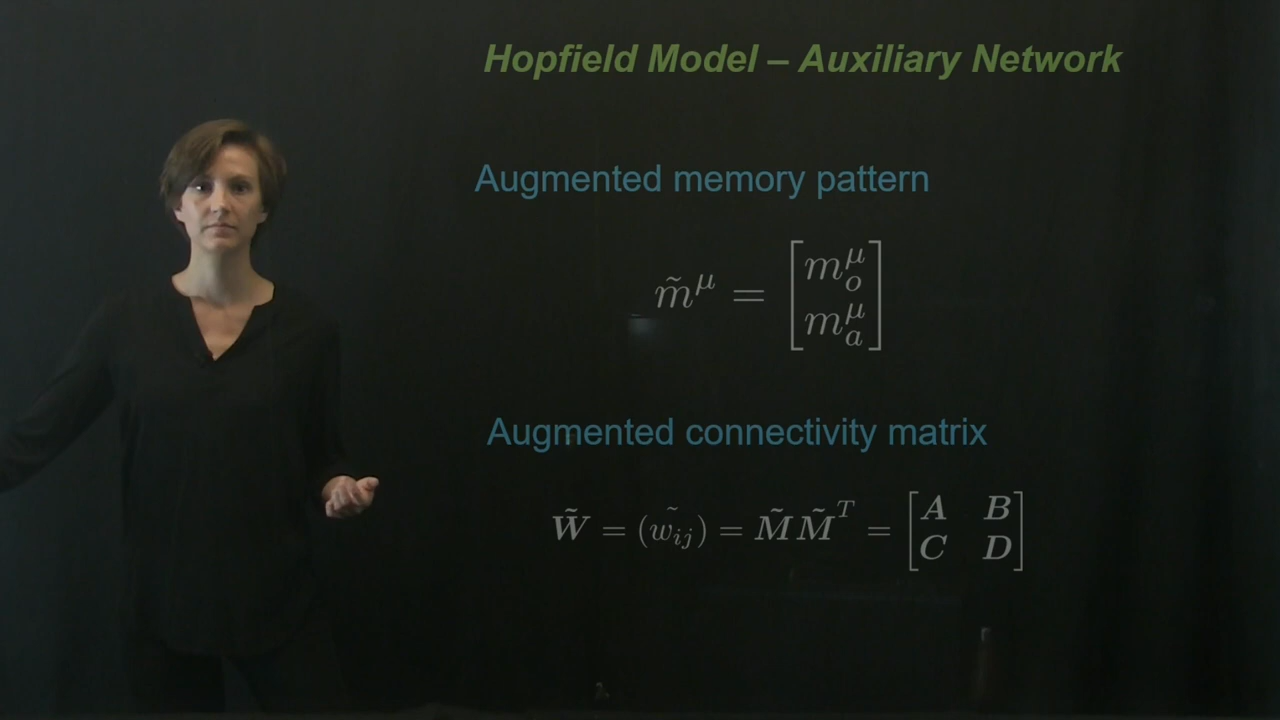 Hopfield Model – Auxiliary Network
Augmented memory pattern
m̃^μ = [m_o^μ
m_a^μ]
Augmented connectivity matrix
W̃ = (w̃_ij) = M̃M̃^T = [A B
C D]